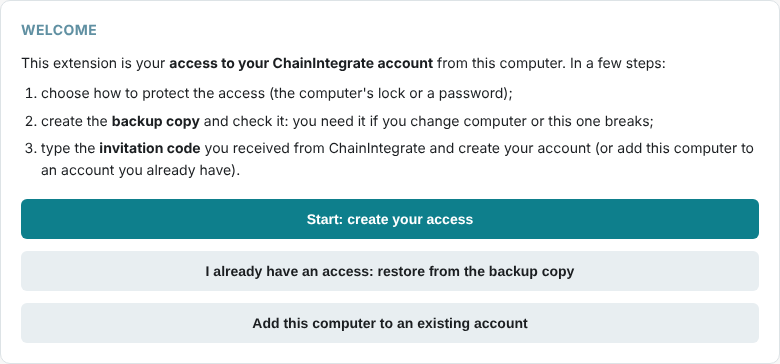 WELCOME
This extension is your access to your ChainIntegrate account from this computer. In a few steps:
1. choose how to protect the access (the computer's lock or a password);
2. create the backup copy and check it: you need it if you change computer or this one breaks;
3. type the invitation code you received from ChainIntegrate and create your account (or add this computer to
an account you already have).
Start: create your access
I already have an access: restore from the backup copy
Add this computer to an existing account